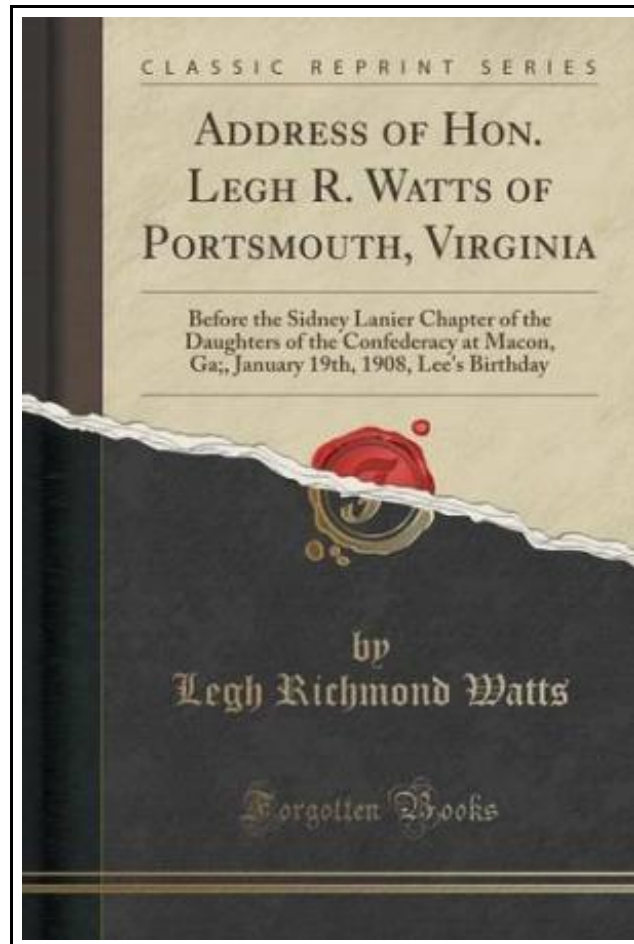 CLASSIC REPRINT SERIES
ADDRESS OF HON.
LEGH R. WATTS OF
PORTSMOUTH, VIRGINIA
Before the Sidney Lanier Chapter of the
Daughters of the Confederacy at Macon,
Ga;, January 19th, 1908, Lee's Birthday
F
by
Legh Richmond Watts
Forgotten Books